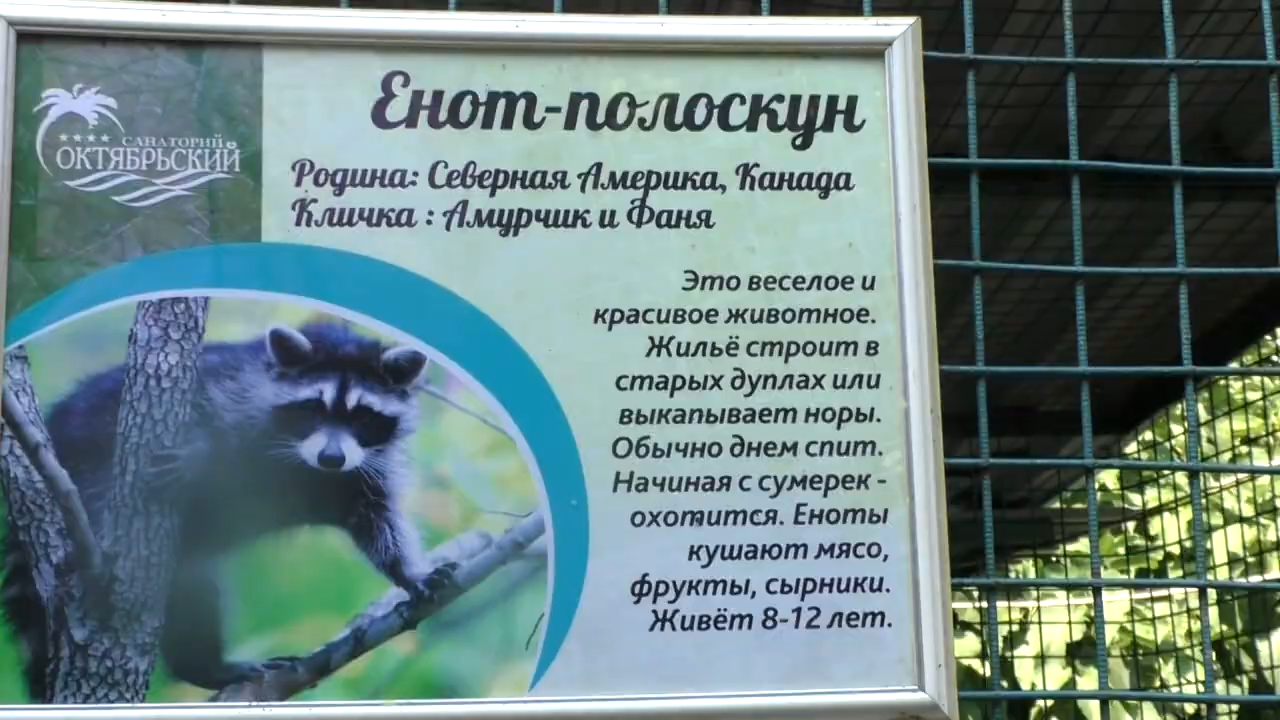 САНАТОРИЙ
ОКТЯБРЬСКИЙ
Енот-полоскун
Родина: Северная Америка, Канада
Кличка : Амурчик и Фаня
Это веселое и
красивое животное.
Жильё строит в
старых дуплах или
выкапывает норы.
Обычно днем спит.
Начиная с сумерек -
охотится. Еноты
кушают мясо,
фрукты, сырники.
Живёт 8-12 лет.